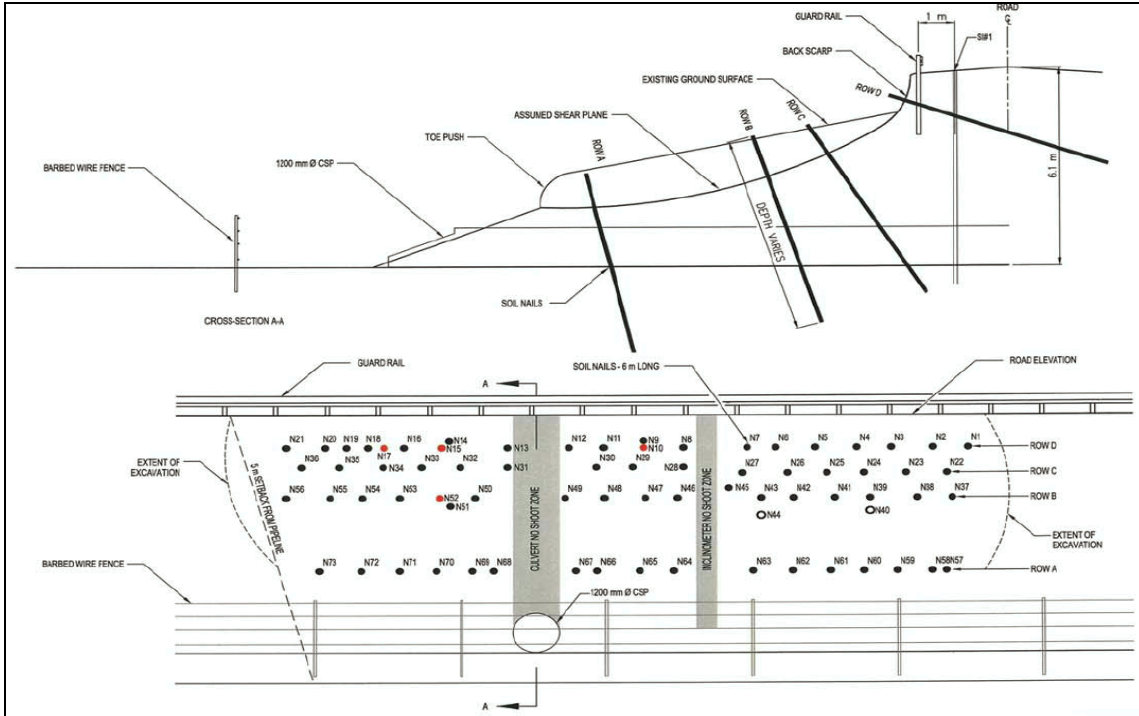 GUARD RAIL
1 m
ROAD
℄
SI#1
BACK SCARP
EXISTING GROUND SURFACE
ROW D
ASSUMED SHEAR PLANE
ROW C
ROW B
TOE PUSH
ROW A
1200 mm Ø CSP
BARBED WIRE FENCE
6.1 m
DEPTH VARIES
SOIL NAILS
CROSS-SECTION A-A
GUARD RAIL
A
SOIL NAILS - 6 m LONG
ROAD ELEVATION
N21 N20 N19 N18 N16 N14 N13 N12 N11 N9 N8 N7 N6 N5 N4 N3 N2 N1
N17 N15 N10
ROW D
EXTENT OF
EXCAVATION
N36 N35 N34 N33 N32 N31 N30 N29 N28 N27 N26 N25 N24 N23 N22
ROW C
5 m SETBACK FROM PIPELINE
N56 N55 N54 N53 N52 N50 N49 N48 N47 N46 N45 N43 N42 N41 N39 N38 N37
ROW B
N51 N44 N40
CULVERT NO SHOOT ZONE
INCLINOMETER NO SHOOT ZONE
EXTENT OF
EXCAVATION
BARBED WIRE FENCE
N73 N72 N71 N70 N69 N68 N67 N66 N65 N64 N63 N62 N61 N60 N59 N58 N57
ROW A
1200 mm Ø CSP
A